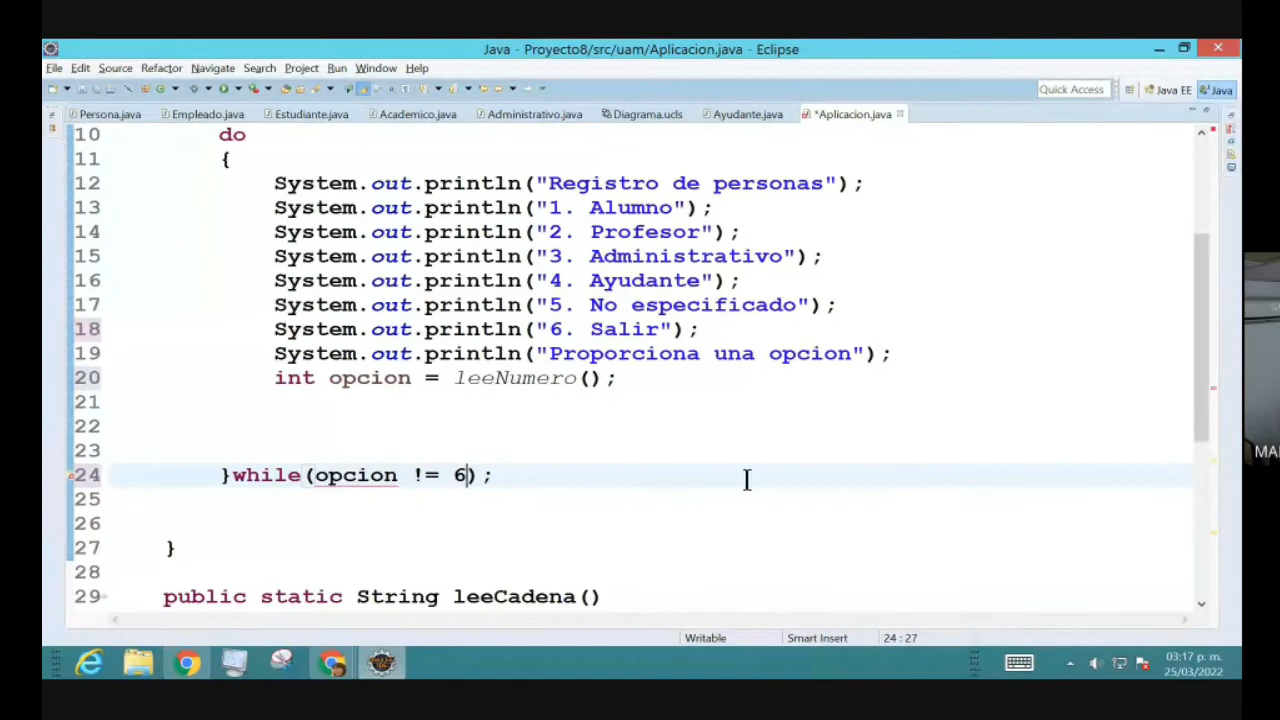 Java - Proyecto8/src/uam/Aplicacion.java - Eclipse
File Edit Source Refactor Navigate Search Project Run Window Help
Quick Access Java EE Java
Persona.java Empleado.java Estudiante.java Academico.java Administrativo.java Diagrama.ucls Ayudante.java *Aplicacion.java
10 do
11 {
12 System.out.println("Registro de personas");
13 System.out.println("1. Alumno");
14 System.out.println("2. Profesor");
15 System.out.println("3. Administrativo");
16 System.out.println("4. Ayudante");
17 System.out.println("5. No especificado");
18 System.out.println("6. Salir");
19 System.out.println("Proporciona una opcion");
20 int opcion = leeNumero();
21
22
23
24 }while(opcion != 6);
25
26
27 }
28
29 public static String leeCadena()
Writable Smart Insert 24 : 27
03:17 p. m.
25/03/2022
MA